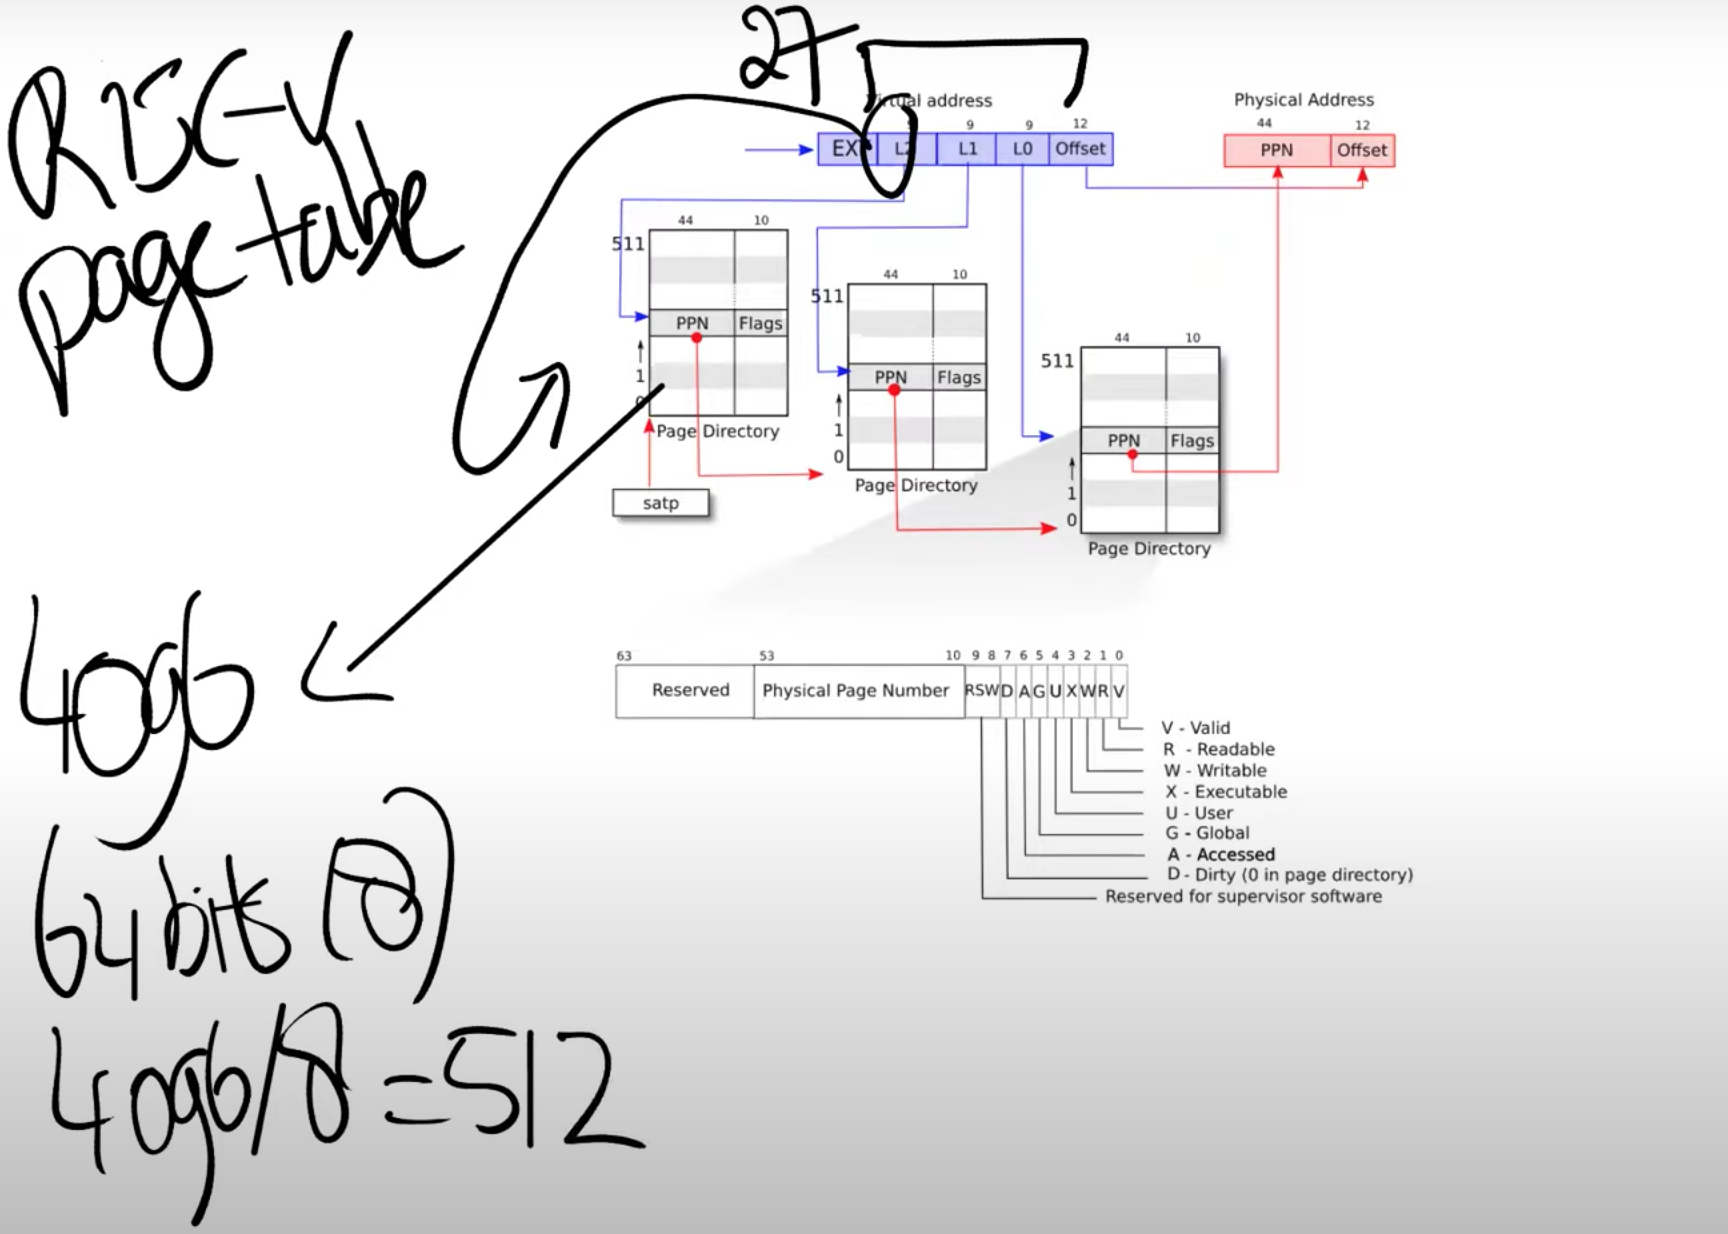 RISC-V
page table
27
Virtual address
9 9 12
EXT L2 L1 L0 Offset
Physical Address
44 12
PPN Offset
44 10
511
PPN Flags
1
0
Page Directory
satp
44 10
511
PPN Flags
1
0
Page Directory
44 10
511
PPN Flags
1
0
Page Directory
4096
64 bits (8)
4096/8 = 512
63 53 10 9 8 7 6 5 4 3 2 1 0
Reserved Physical Page Number RSW D A G U X W R V
V - Valid
R - Readable
W - Writable
X - Executable
U - User
G - Global
A - Accessed
D - Dirty (0 in page directory)
Reserved for supervisor software